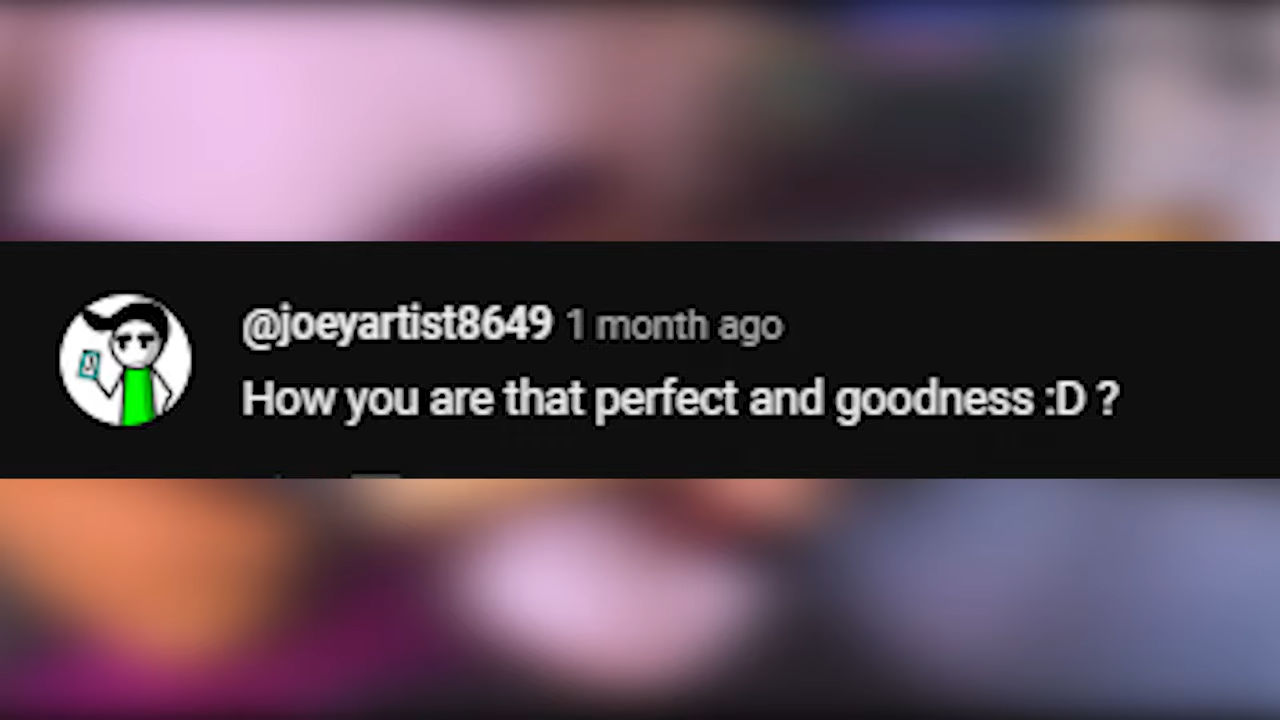 @joeyartist8649 1 month ago
How you are that perfect and goodness :D ?